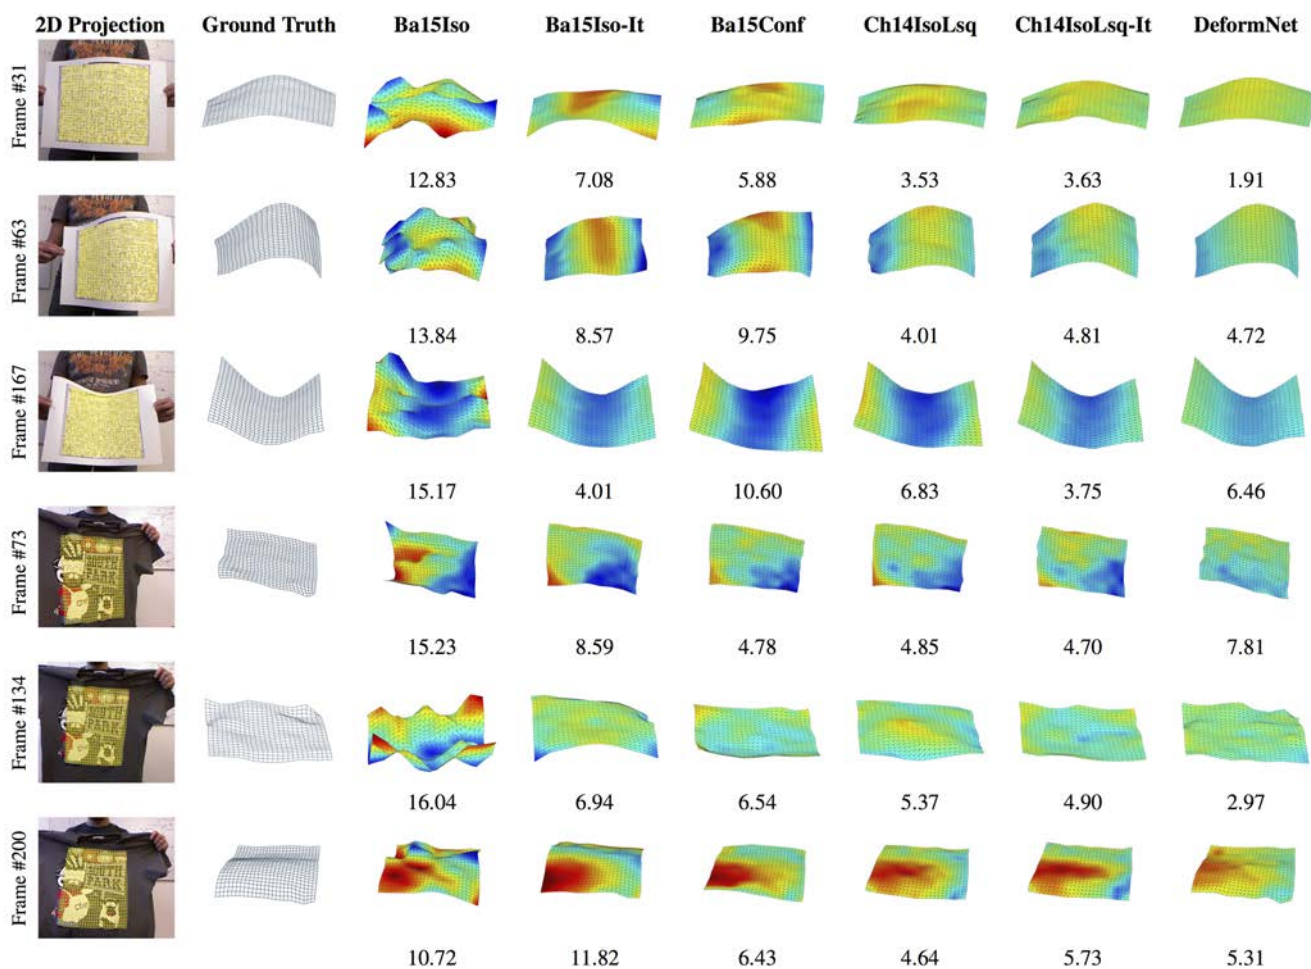 2D Projection Ground Truth Ba15Iso Ba15Iso-It Ba15Conf Ch14IsoLsq Ch14IsoLsq-It DeformNet
Frame #31
12.83 7.08 5.88 3.53 3.63 1.91
Frame #63
13.84 8.57 9.75 4.01 4.81 4.72
Frame #167
15.17 4.01 10.60 6.83 3.75 6.46
Frame #73
SOUTH
PARK
15.23 8.59 4.78 4.85 4.70 7.81
Frame #134
SOUTH
PARK
16.04 6.94 6.54 5.37 4.90 2.97
Frame #200
SOUTH
PARK
10.72 11.82 6.43 4.64 5.73 5.31